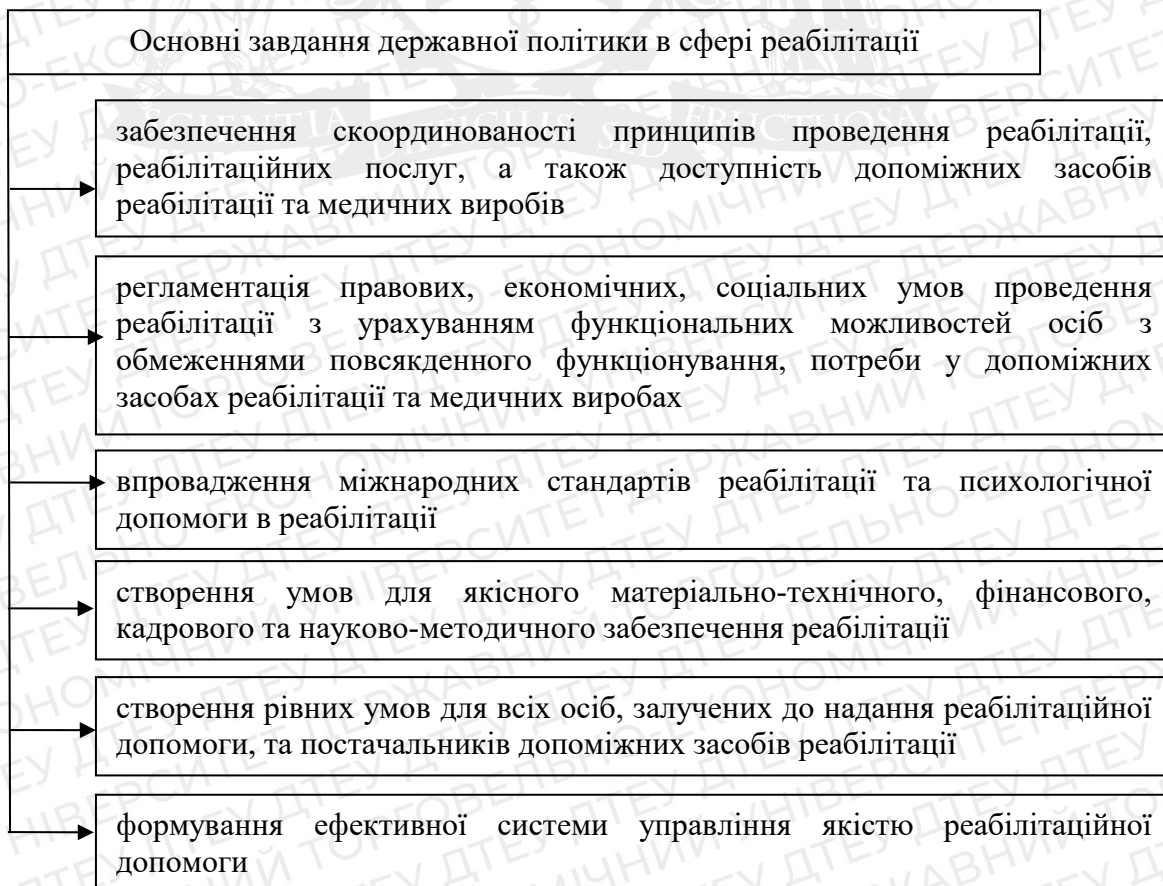 Основні завдання державної політики в сфері реабілітації
забезпечення скоординованості принципів проведення реабілітації,
реабілітаційних послуг, а також доступність допоміжних засобів
реабілітації та медичних виробів
регламентація правових, економічних, соціальних умов проведення
реабілітації з урахуванням функціональних можливостей осіб з
обмеженнями повсякденного функціонування, потреби у допоміжних
засобах реабілітації та медичних виробах
впровадження міжнародних стандартів реабілітації та психологічної
допомоги в реабілітації
створення умов для якісного матеріально-технічного, фінансового,
кадрового та науково-методичного забезпечення реабілітації
створення рівних умов для всіх осіб, залучених до надання реабілітаційної
допомоги, та постачальників допоміжних засобів реабілітації
формування ефективної системи управління якістю реабілітаційної
допомоги